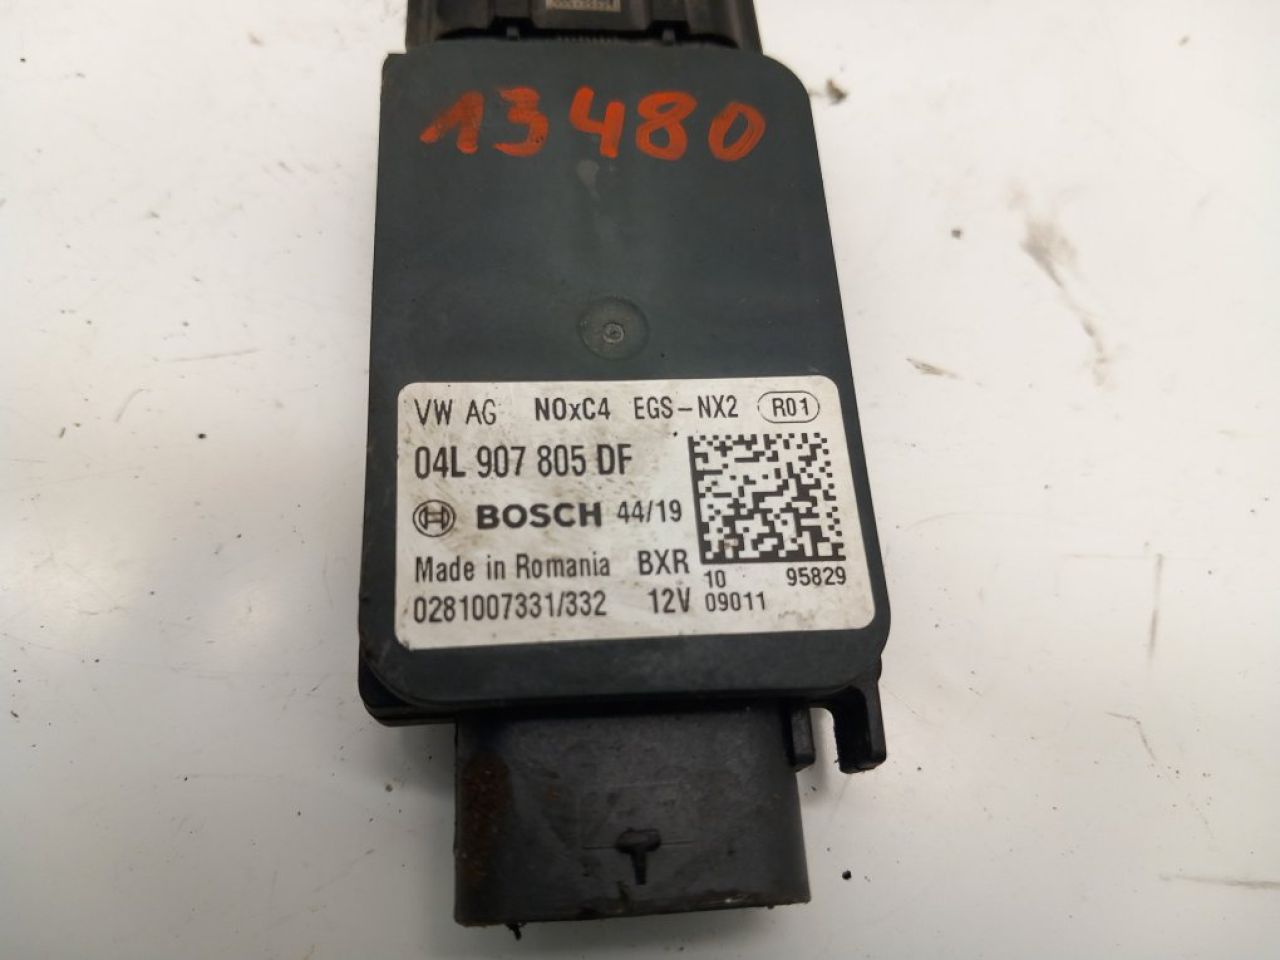 13480
VW AG NOxC4 EGS-NX2 R01
04L 907 805 DF
BOSCH 44/19
Made in Romania BXR
10 95829
0281007331/332 12V 09011